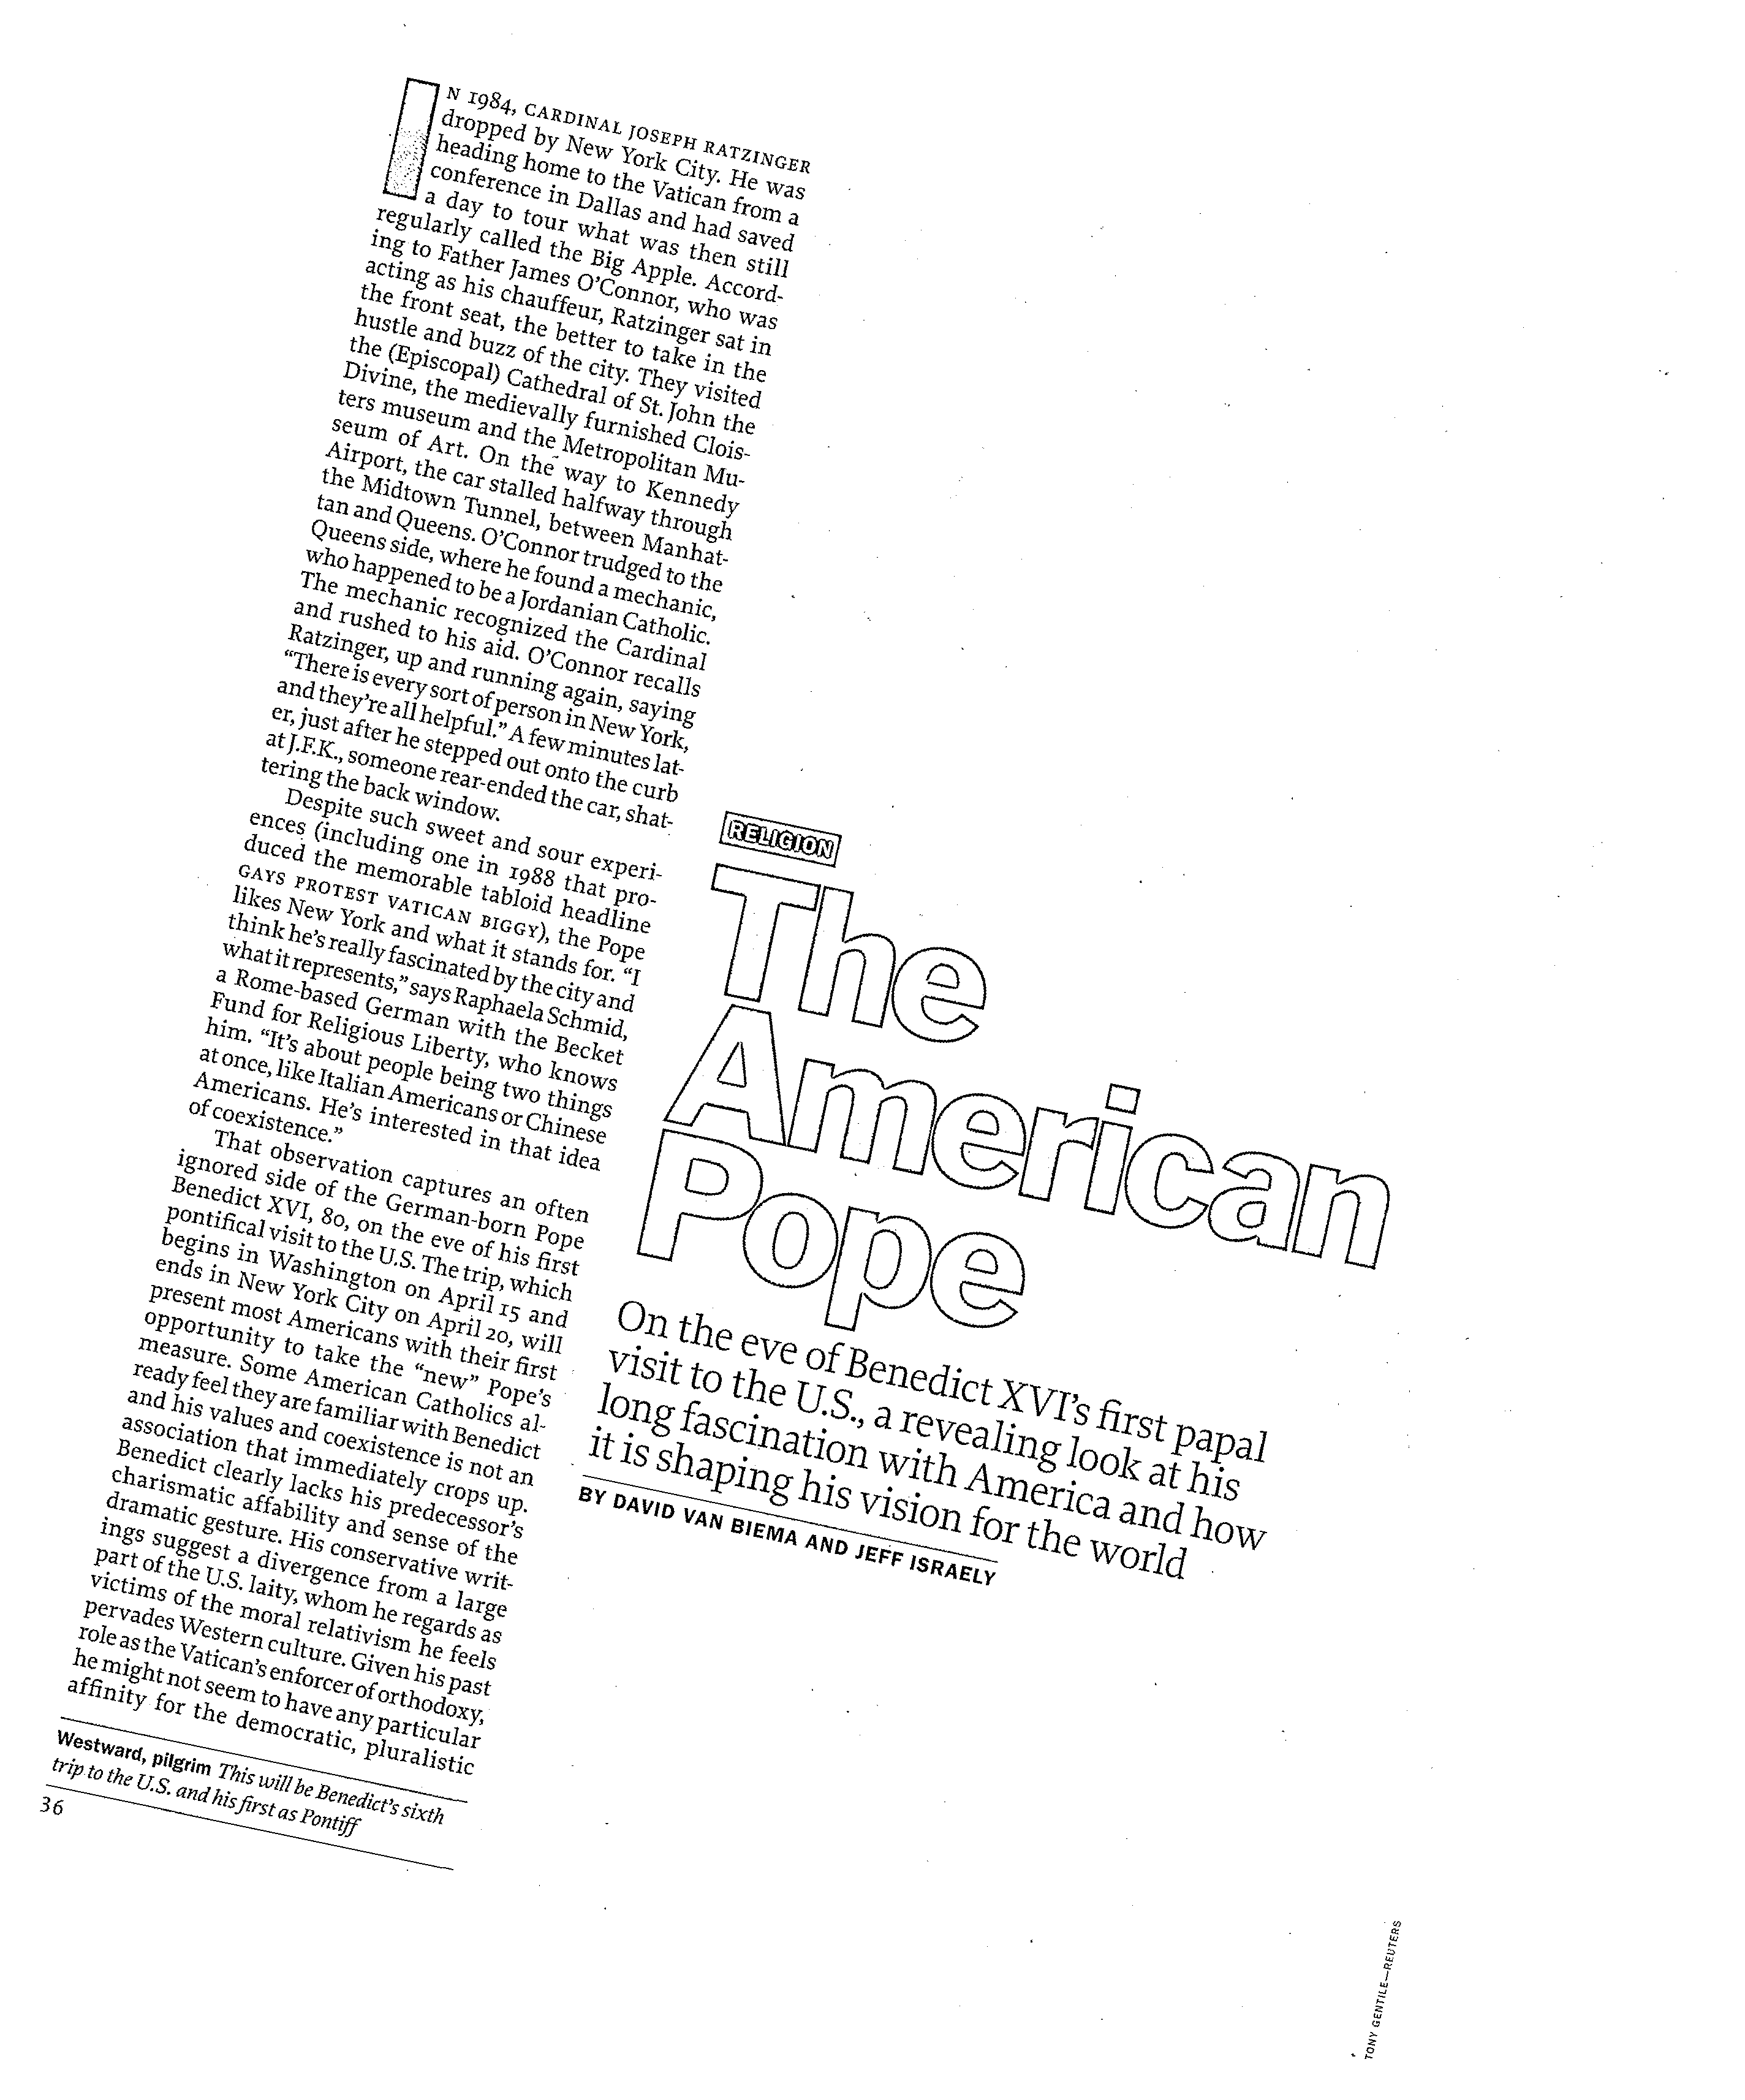 RELIGION
The
American
Pope
On the eve of Benedict XVI's first papal
visit to the U.S., a revealing look at his
long fascination with America and how
it is shaping his vision for the world
BY DAVID VAN BIEMA AND JEFF ISRAELY
IN 1984, CARDINAL JOSEPH RATZINGER
dropped by New York City. He was
heading home to the Vatican from a
conference in Dallas and had saved
a day to tour what was then still
regularly called the Big Apple. Accord-
ing to Father James O'Connor, who was
acting as his chauffeur, Ratzinger sat in
the front seat, the better to take in the
hustle and buzz of the city. They visited
the (Episcopal) Cathedral of St. John the
Divine, the medievally furnished Clois-
ters museum and the Metropolitan Mu-
seum of Art. On the way to Kennedy
Airport, the car stalled halfway through
the Midtown Tunnel, between Manhat-
tan and Queens. O'Connor trudged to the
Queens side, where he found a mechanic,
who happened to be a Jordanian Catholic.
The mechanic recognized the Cardinal
and rushed to his aid. O'Connor recalls
Ratzinger, up and running again, saying
"There is every sort of person in New York,
and they're all helpful." A few minutes lat-
er, just after he stepped out onto the curb
at J.F.K., someone rear-ended the car, shat-
tering the back window.
Despite such sweet and sour experi-
ences (including one in 1988 that pro-
duced the memorable tabloid headline
GAYS PROTEST VATICAN BIGGY), the Pope
likes New York and what it stands for. "I
think he's really fascinated by the city and
what it represents," says Raphaela Schmid,
a Rome-based German with the Becket
Fund for Religious Liberty, who knows
him. "It's about people being two things
at once, like Italian Americans or Chinese
Americans. He's interested in that idea
of coexistence."
That observation captures an often
ignored side of the German-born Pope
Benedict XVI, 80, on the eve of his first
pontifical visit to the U.S. The trip, which
begins in Washington on April 15 and
ends in New York City on April 20, will
present most Americans with their first
opportunity to take the "new" Pope's
measure. Some American Catholics al-
ready feel they are familiar with Benedict
and his values and coexistence is not an
association that immediately crops up.
Benedict clearly lacks his predecessor's
charismatic affability and sense of the
dramatic gesture. His conservative writ-
ings suggest a divergence from a large
part of the U.S. laity, whom he regards as
victims of the moral relativism he feels
pervades Western culture. Given his past
role as the Vatican's enforcer of orthodoxy,
he might not seem to have any particular
affinity for the democratic, pluralistic
Westward, pilgrim This will be Benedict's sixth
trip to the U.S. and his first as Pontiff
36
TONY GENTILE—REUTERS